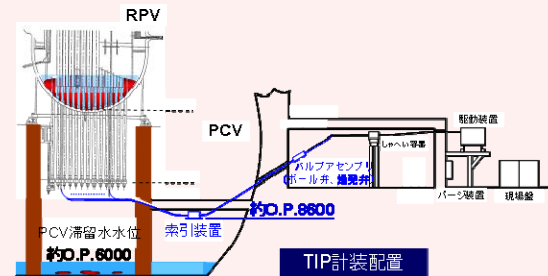 RPV
PCV
駆動装置
しゃへい容器
バルブアセンブリ
(ボール弁、爆発弁)
パージ装置
現場盤
約O.P.8600
索引装置
PCV滞留水水位
約O.P.6000
TIP計装配置